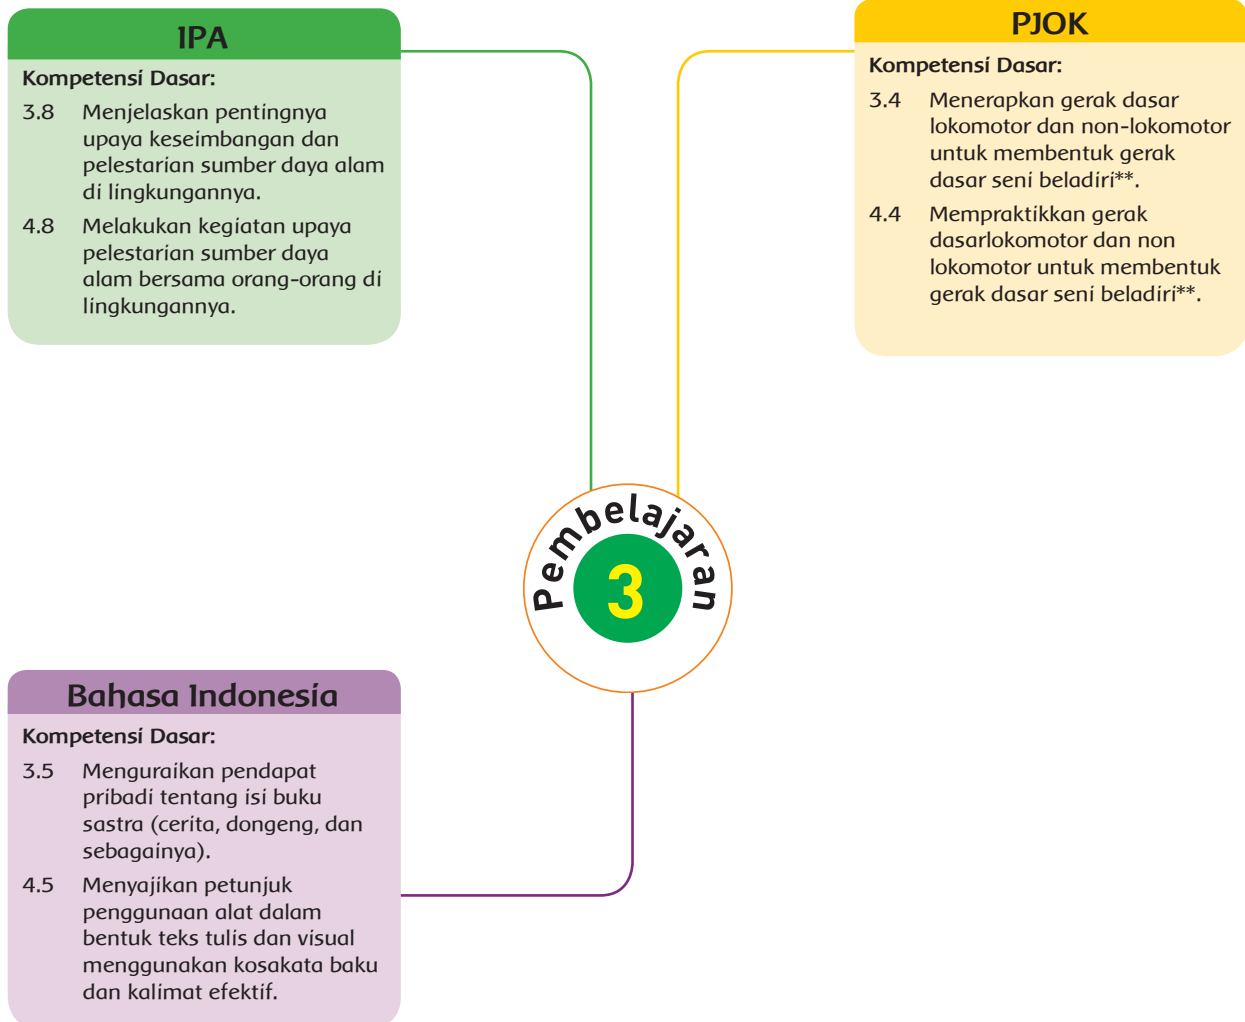 IPA
Kompetensi Dasar:
3.8 Menjelaskan pentingnya
upaya keseimbangan dan
pelestarian sumber daya alam
di lingkungannya.
4.8 Melakukan kegiatan upaya
pelestarian sumber daya
alam bersama orang-orang di
lingkungannya.
PJOK
Kompetensi Dasar:
3.4 Menerapkan gerak dasar
lokomotor dan non-lokomotor
untuk membentuk gerak
dasar seni beladiri**.
4.4 Mempraktikkan gerak
dasarlokomotor dan non
lokomotor untuk membentuk
gerak dasar seni beladiri**.
Pembelajaran
3
Bahasa Indonesia
Kompetensi Dasar:
3.5 Menguraikan pendapat
pribadi tentang isi buku
sastra (cerita, dongeng, dan
sebagainya).
4.5 Menyajikan petunjuk
penggunaan alat dalam
bentuk teks tulis dan visual
menggunakan kosakata baku
dan kalimat efektif.